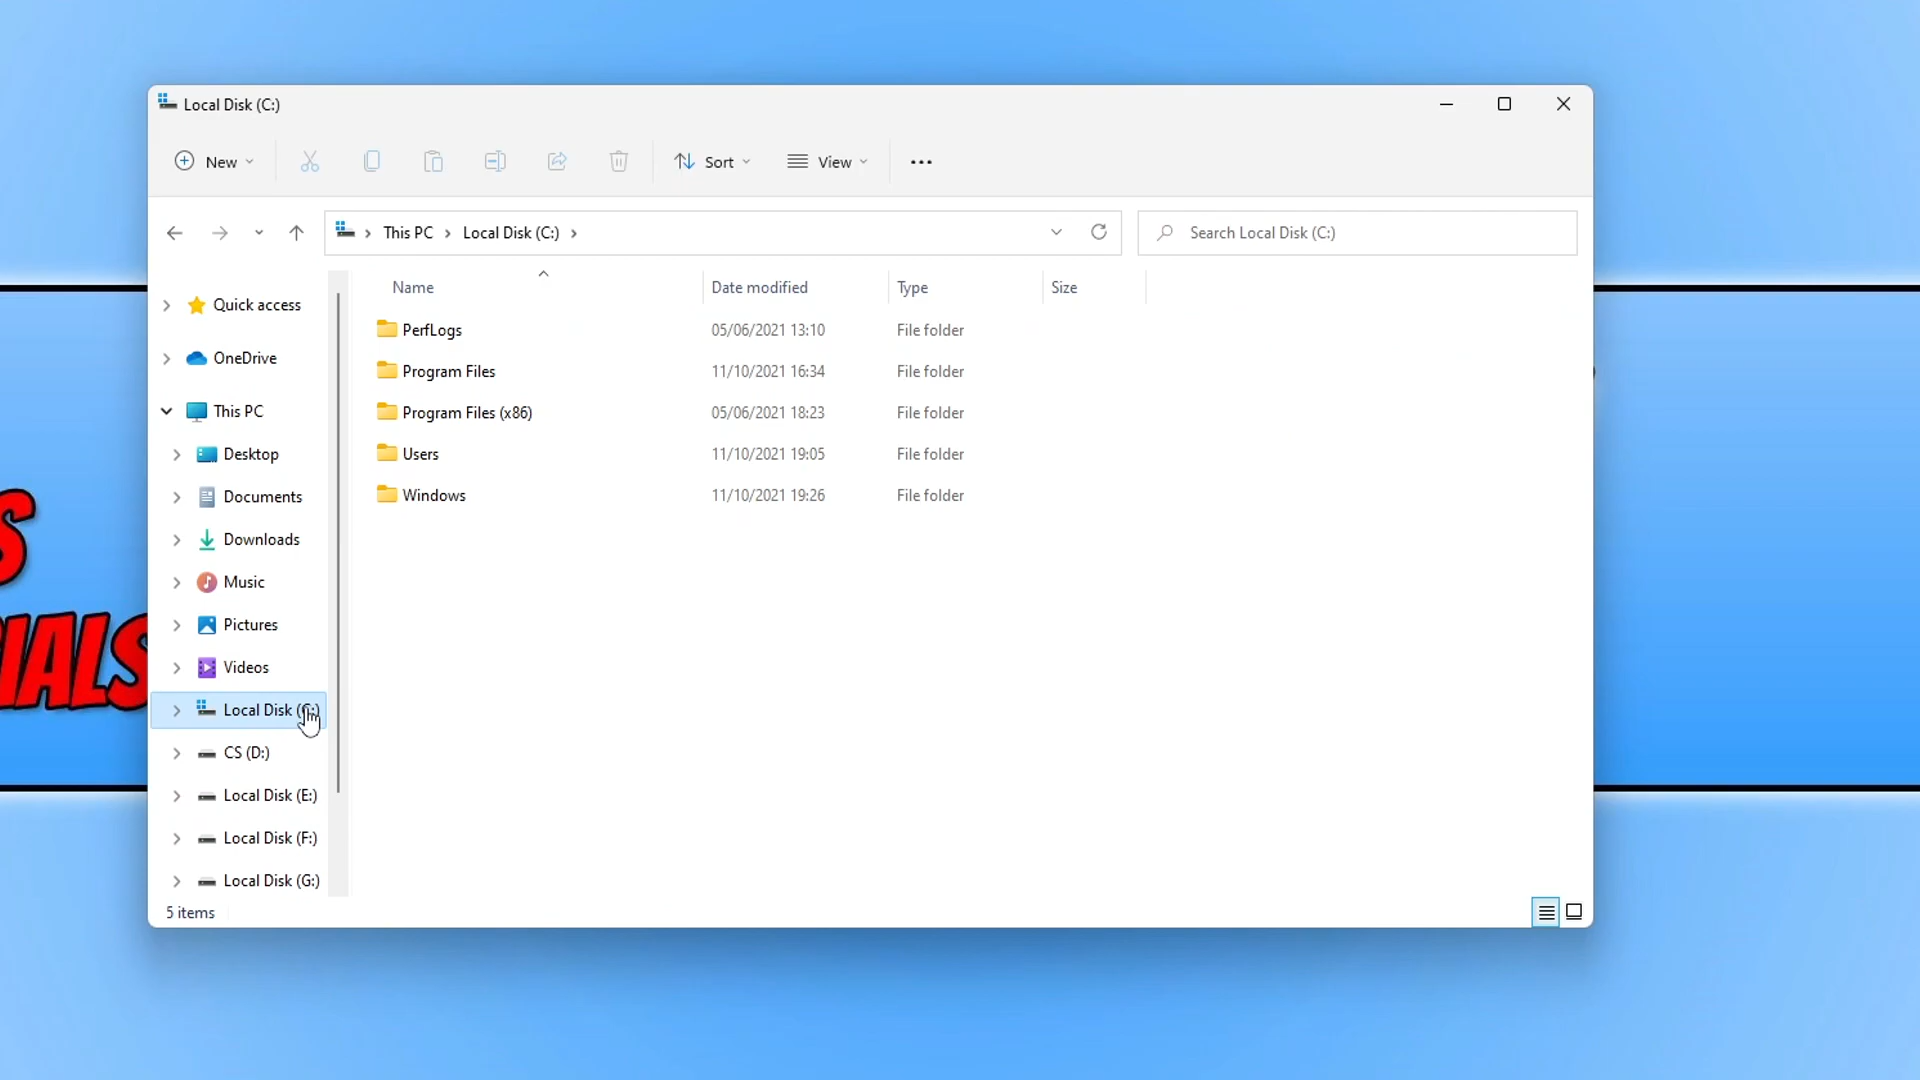 Local Disk (C:)
New
Sort
View
This PC
Local Disk (C:)
Search Local Disk (C:)
Name
Date modified
Type
Size
PerfLogs 05/06/2021 13:10 File folder
Program Files 11/10/2021 16:34 File folder
Program Files (x86) 05/06/2021 18:23 File folder
Users 11/10/2021 19:05 File folder
Windows 11/10/2021 19:26 File folder
Quick access
OneDrive
This PC
Desktop
Documents
Downloads
Music
Pictures
Videos
Local Disk (C:)
CS (D:)
Local Disk (E:)
Local Disk (F:)
Local Disk (G:)
5 items